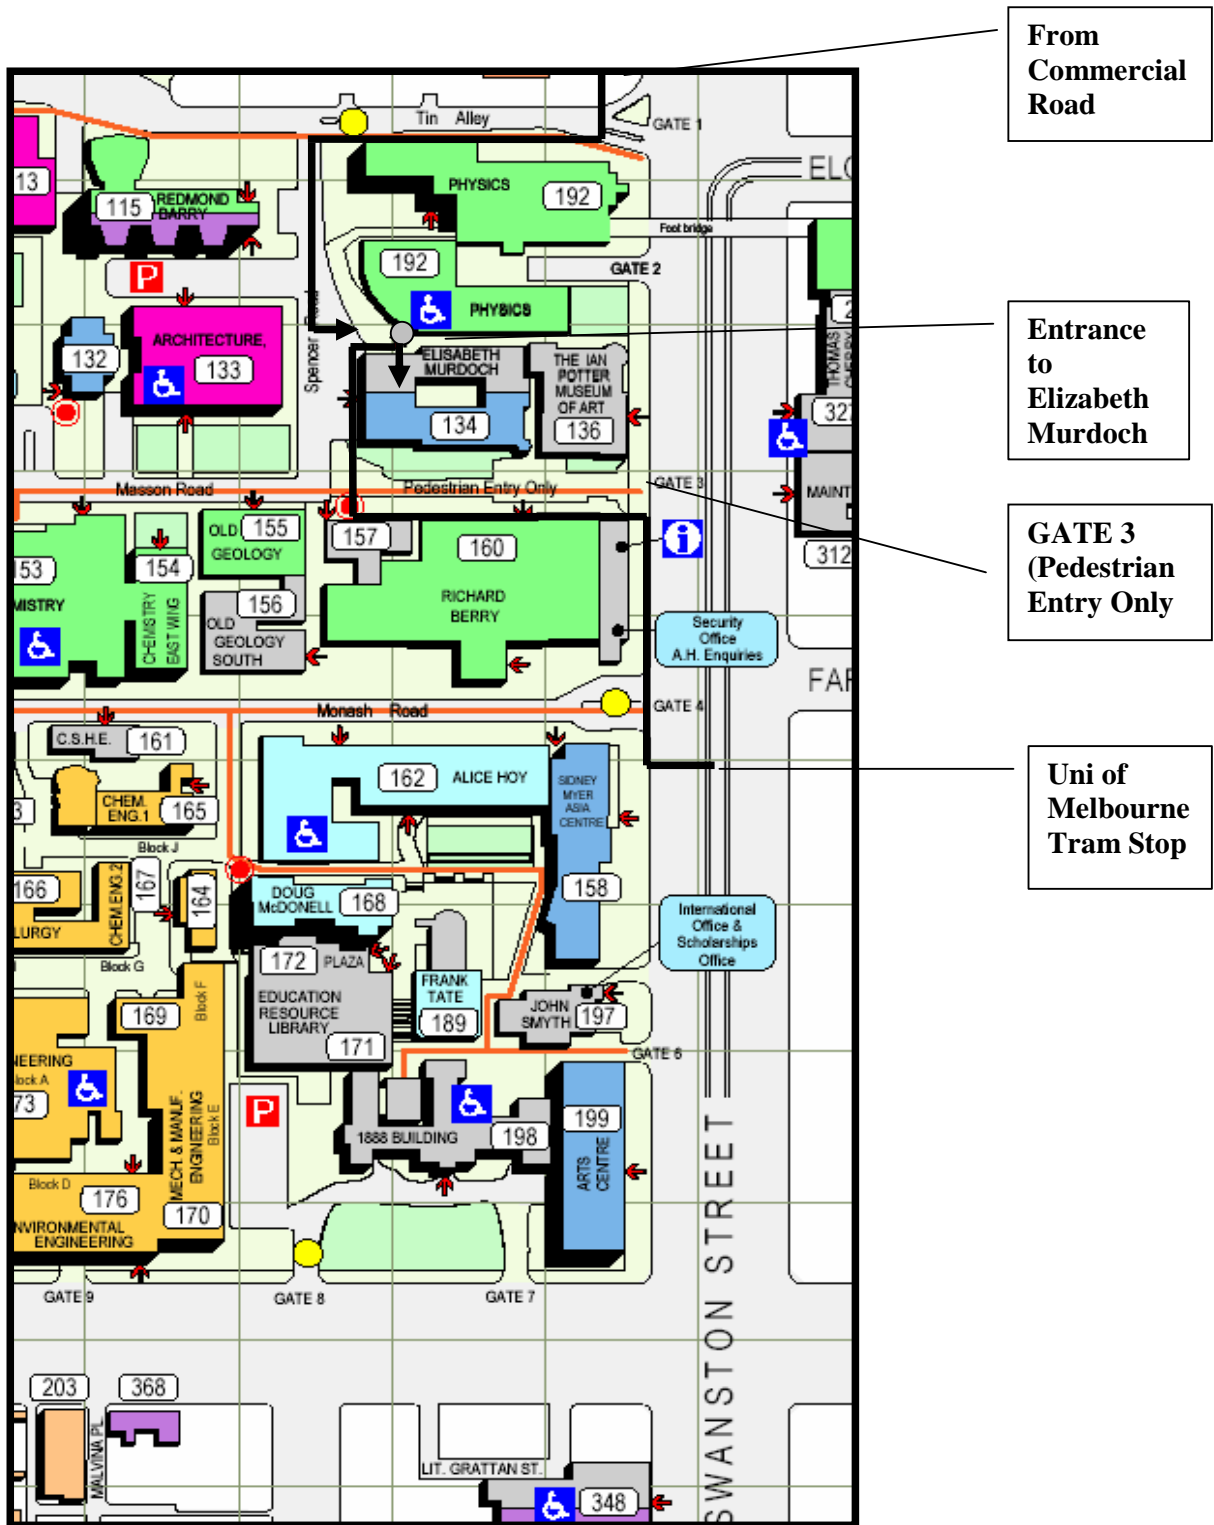 From
Commercial
Road
Tin Alley
GATE 1
13
PHYSICS
192
ELG
115
REDMOND
BARRY
Foot bridge
192
GATE 2
P
PHYSICS
Entrance
to
Elizabeth
Murdoch
ARCHITECTURE,
132
133
Spencer
ELISABETH
MURDOCH
THE IAN
POTTER
MUSEUM
OF ART
134
136
THOMAS
CHERRY
2
327
Masson Road
Pedestrian Entry Only
GATE 3
MAINT
312
GATE 3
(Pedestrian
Entry Only
OLD
155
GEOLOGY
157
160
i
153
154
MISTRY
CHEMISTRY
EAST WING
156
OLD
GEOLOGY
SOUTH
RICHARD
BERRY
Security
Office
A.H. Enquiries
FAR
Monash Road
GATE 4
C.S.H.E.
161
162
ALICE HOY
SIDNEY
MYER
ASIA
CENTRE
Uni of
Melbourne
Tram Stop
CHEM.
ENG.1
165
3
Block J
166
CHEM.ENG.2
167
164
DOUG
McDONELL
168
158
LURGY
Block G
International
Office &
Scholarships
Office
172
PLAZA
EDUCATION
RESOURCE
LIBRARY
171
FRANK
TATE
189
JOHN
SMYTH
197
Block F
169
GATE 6
NEERING
lock A
73
MECH. & MANUF.
ENGINEERING
Block E
P
1888 BUILDING
198
199
ARTS
CENTRE
Block D
176
170
NVIRONMENTAL
ENGINEERING
GATE 9
GATE 8
GATE 7
SWANSTON STREET
203
368
MALVINA PL.
LIT. GRATTAN ST.
348